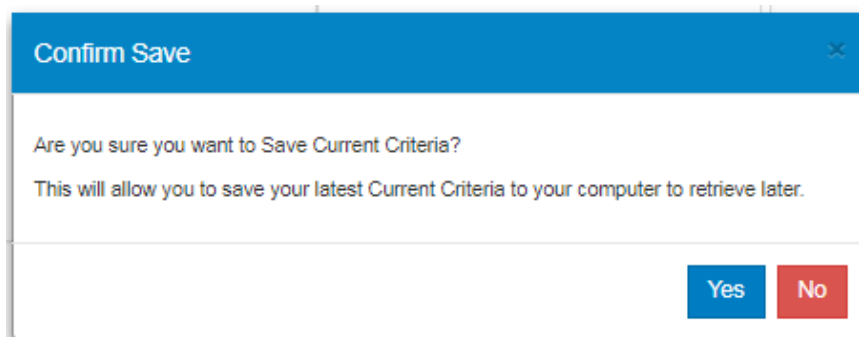 Confirm Save
×
Are you sure you want to Save Current Criteria?
This will allow you to save your latest Current Criteria to your computer to retrieve later.
Yes No